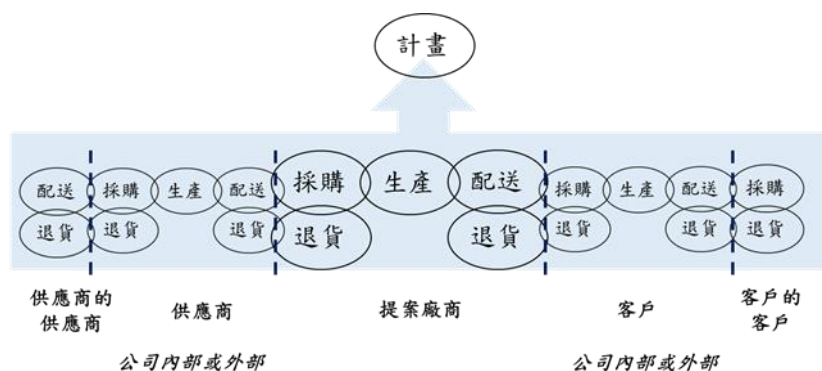 計畫
配送 採購 生產 配送 採購 生產 配送 採購 生產 配送 採購
退貨 退貨 退貨 退貨 退貨 退貨 退貨 退貨
供應商的
供應商
供應商
提案廠商
客戶
客戶的
客戶
公司內部或外部
公司內部或外部